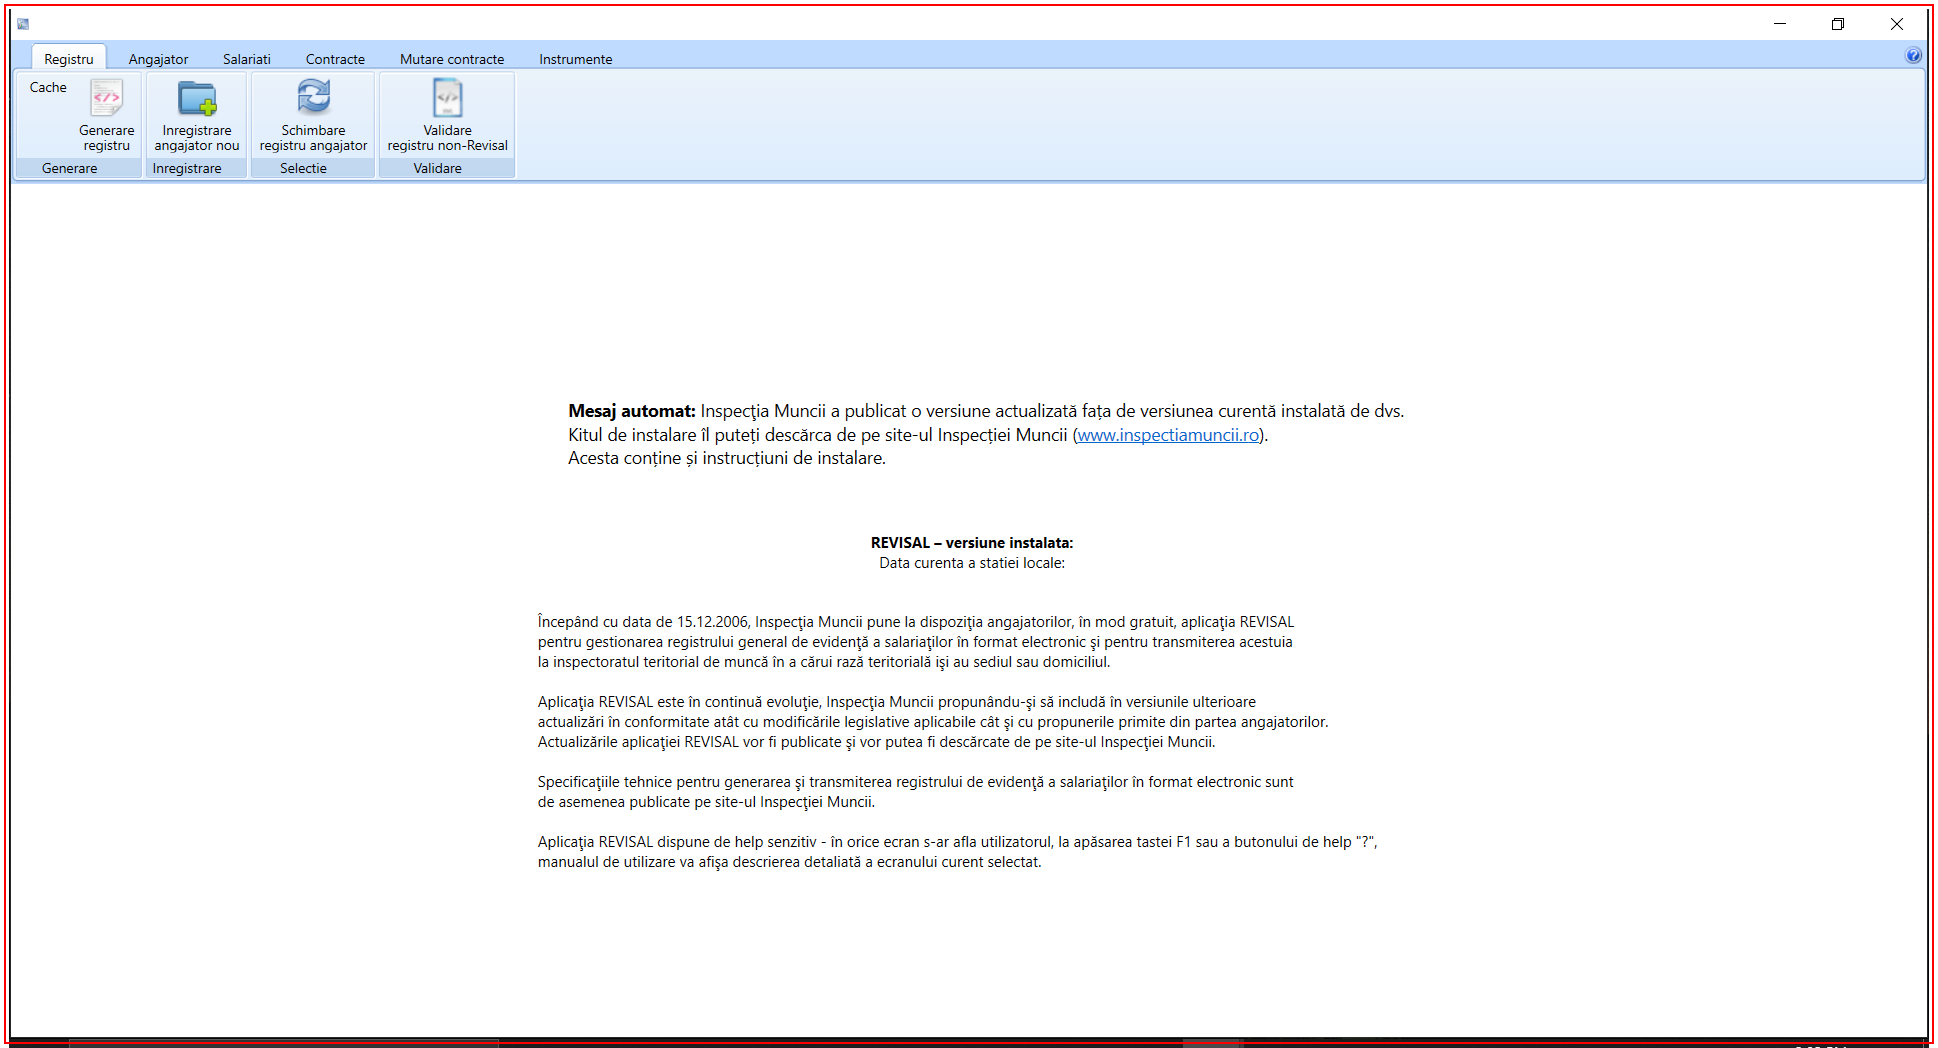 Registru Angajator Salariati Contracte Mutare contracte Instrumente
Cache
Generare registru
Inregistrare angajator nou
Schimbare registru angajator
Validare registru non-Revisal
Generare Inregistrare Selectie Validare
Mesaj automat: Inspecţia Muncii a publicat o versiune actualizată fața de versiunea curentă instalată de dvs.
Kitul de instalare îl puteți descărca de pe site-ul Inspecției Muncii (www.inspectiamuncii.ro).
Acesta conține și instrucțiuni de instalare.
REVISAL – versiune instalata:
Data curenta a statiei locale:
Începând cu data de 15.12.2006, Inspecţia Muncii pune la dispoziţia angajatorilor, în mod gratuit, aplicaţia REVISAL
pentru gestionarea registrului general de evidenţă a salariaţilor în format electronic şi pentru transmiterea acestuia
la inspectoratul teritorial de muncă în a cărui rază teritorială işi au sediul sau domiciliul.
Aplicaţia REVISAL este în continuă evoluţie, Inspecţia Muncii propunându-şi să includă în versiunile ulterioare
actualizări în conformitate atât cu modificările legislative aplicabile cât şi cu propunerile primite din partea angajatorilor.
Actualizările aplicaţiei REVISAL vor fi publicate şi vor putea fi descărcate de pe site-ul Inspecţiei Muncii.
Specificaţiile tehnice pentru generarea şi transmiterea registrului de evidenţă a salariaţilor în format electronic sunt
de asemenea publicate pe site-ul Inspecţiei Muncii.
Aplicaţia REVISAL dispune de help senzitiv - în orice ecran s-ar afla utilizatorul, la apăsarea tastei F1 sau a butonului de help "?",
manualul de utilizare va afişa descrierea detaliată a ecranului curent selectat.